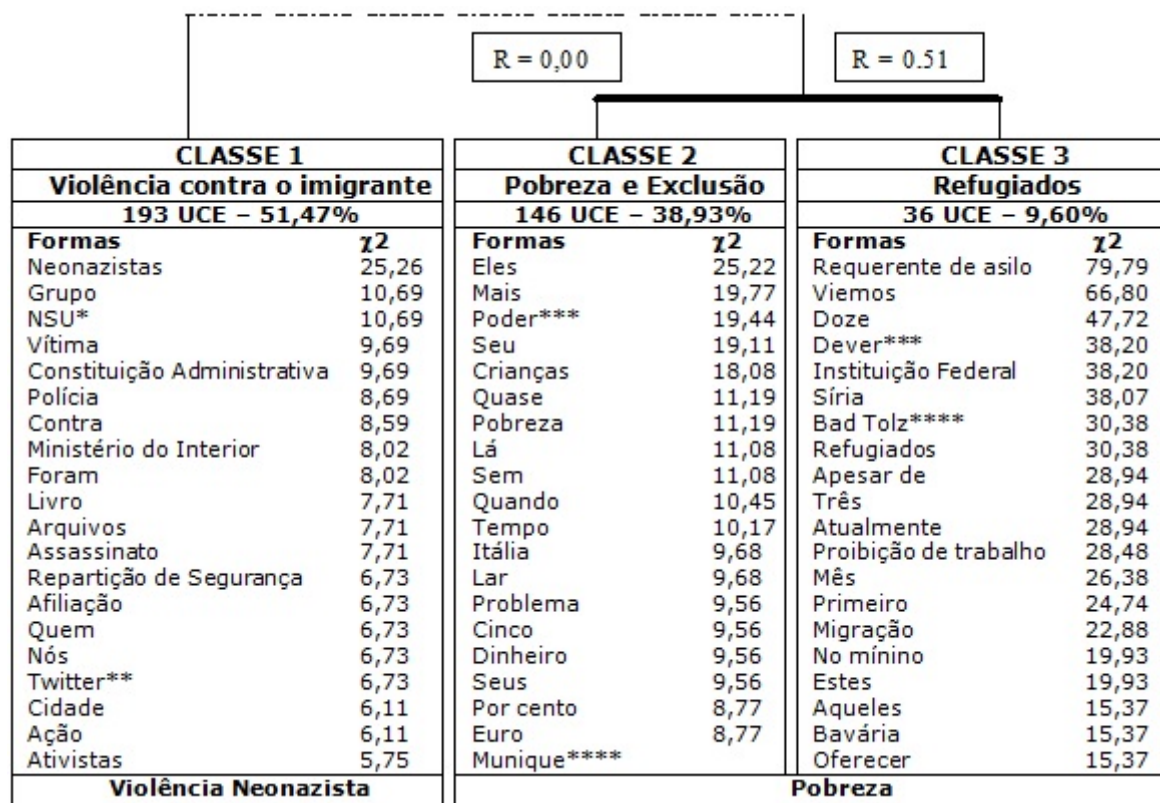 R = 0,00
R = 0.51
CLASSE 1
Violência contra o imigrante
193 UCE – 51,47%
Formas χ2
Neonazistas 25,26
Grupo 10,69
NSU* 10,69
Vítima 9,69
Constituição Administrativa 9,69
Polícia 8,69
Contra 8,59
Ministério do Interior 8,02
Foram 8,02
Livro 7,71
Arquivos 7,71
Assassinato 7,71
Repartição de Segurança 6,73
Afiliação 6,73
Quem 6,73
Nós 6,73
Twitter** 6,73
Cidade 6,11
Ação 6,11
Ativistas 5,75
Violência Neonazista
CLASSE 2
Pobreza e Exclusão
146 UCE – 38,93%
Formas χ2
Eles 25,22
Mais 19,77
Poder*** 19,44
Seu 19,11
Crianças 18,08
Quase 11,19
Pobreza 11,19
Lá 11,08
Sem 11,08
Quando 10,45
Tempo 10,17
Itália 9,68
Lar 9,68
Problema 9,56
Cinco 9,56
Dinheiro 9,56
Seus 9,56
Por cento 8,77
Euro 8,77
Munique****
CLASSE 3
Refugiados
36 UCE – 9,60%
Formas χ2
Requerente de asilo 79,79
Viemos 66,80
Doze 47,72
Dever*** 38,20
Instituição Federal 38,20
Síria 38,07
Bad Tolz**** 30,38
Refugiados 30,38
Apesar de 28,94
Três 28,94
Atualmente 28,94
Proibição de trabalho 28,48
Mês 26,38
Primeiro 24,74
Migração 22,88
No mínino 19,93
Estes 19,93
Aqueles 15,37
Bavária 15,37
Oferecer 15,37
Pobreza